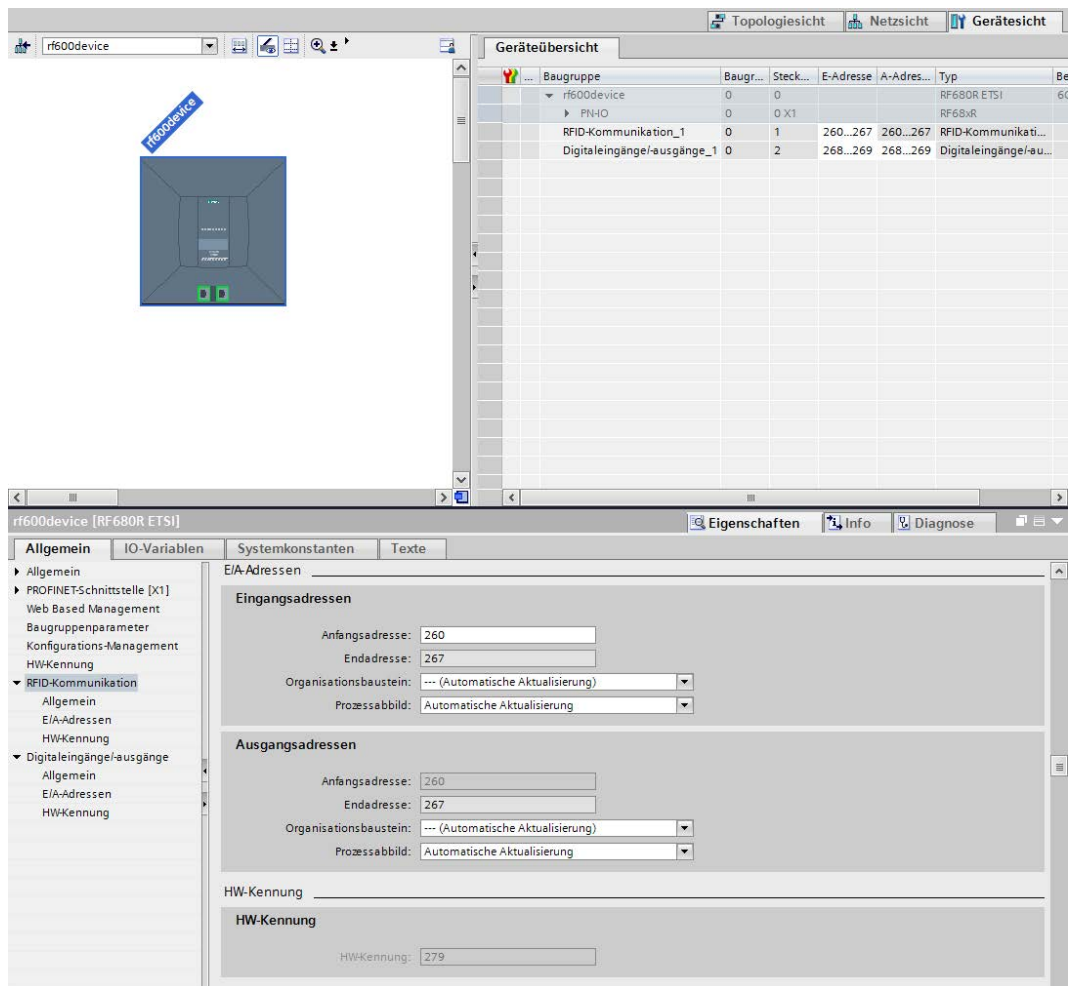 Topologiesicht Netzsicht Gerätesicht
rf600device
Geräteübersicht
... Baugruppe Baugr... Steck... E-Adresse A-Adres... Typ Be
rf600device 0 0 RF680R ETSI 6G
PN-IO 0 0 X1 RF68xR
RFID-Kommunikation_1 0 1 260...267 260...267 RFID-Kommunikati...
Digitaleingänge/-ausgänge_1 0 2 268...269 268...269 Digitaleingänge/-au...
rf600device
rf600device [RF680R ETSI]
Eigenschaften Info Diagnose
Allgemein IO-Variablen Systemkonstanten Texte
Allgemein
PROFINET-Schnittstelle [X1]
Web Based Management
Baugruppenparameter
Konfigurations-Management
HW-Kennung
RFID-Kommunikation
Allgemein
E/A-Adressen
HW-Kennung
Digitaleingänge/-ausgänge
Allgemein
E/A-Adressen
HW-Kennung
E/A-Adressen
Eingangsadressen
Anfangsadresse: 260
Endadresse: 267
Organisationsbaustein: --- (Automatische Aktualisierung)
Prozessabbild: Automatische Aktualisierung
Ausgangsadressen
Anfangsadresse: 260
Endadresse: 267
Organisationsbaustein: --- (Automatische Aktualisierung)
Prozessabbild: Automatische Aktualisierung
HW-Kennung
HW-Kennung
HW-Kennung: 279